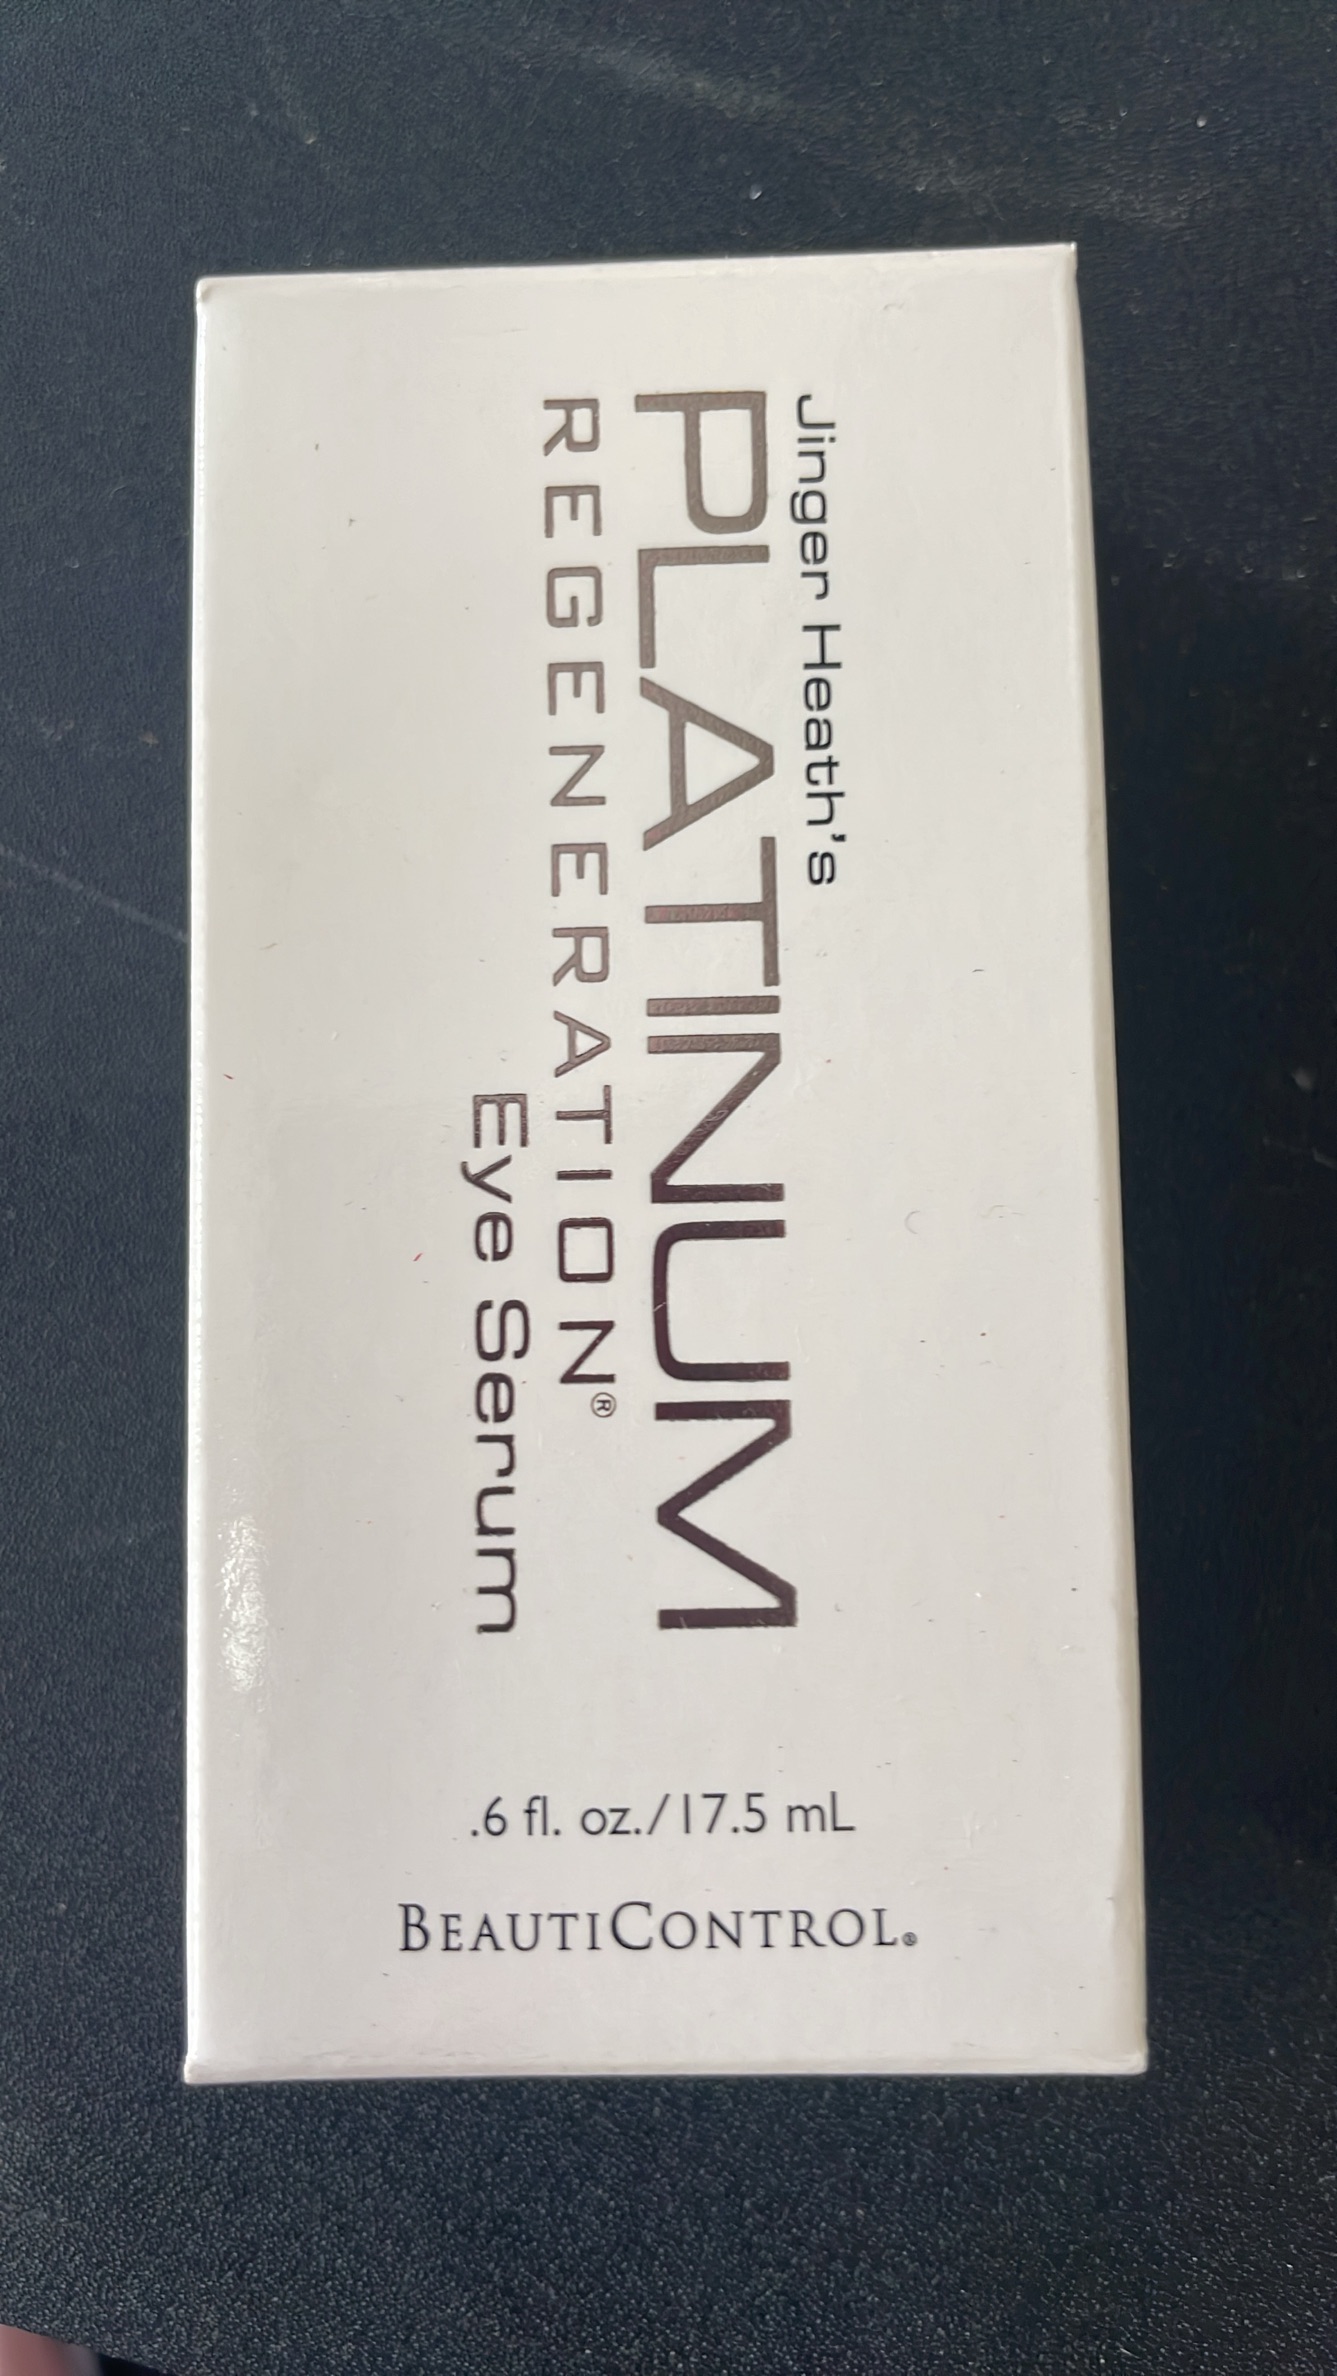 Jinger Heath's
PLATINUM
REGENERATION®
Eye Serum
.6 fl. oz./17.5 mL
BEAUTICONTROL®